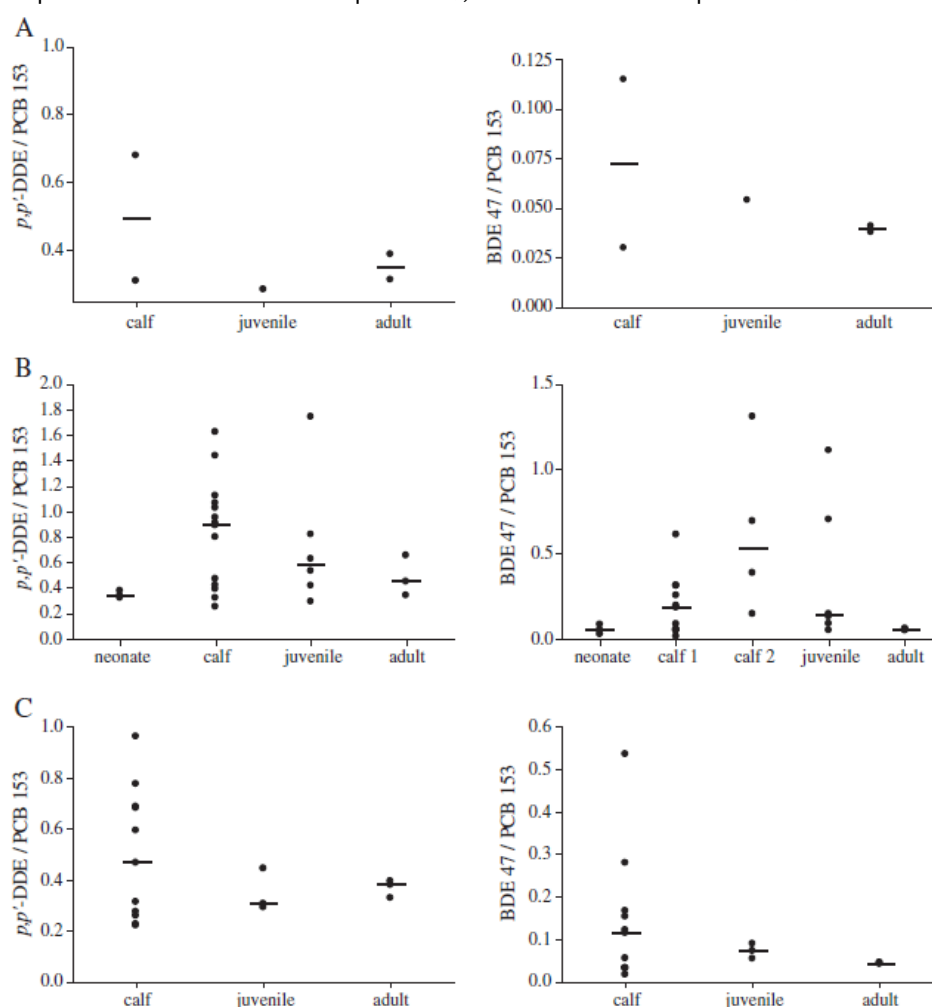 A
p,p'-DDE / PCB 153
1.0
0.8
0.6
0.4
calf juvenile adult
BDE 47 / PCB 153
0.125
0.100
0.075
0.050
0.025
0.000
calf juvenile adult
B
p,p'-DDE / PCB 153
2.0
1.8
1.6
1.4
1.2
1.0
0.8
0.6
0.4
0.2
0.0
neonate calf juvenile adult
BDE 47 / PCB 153
1.5
1.0
0.5
0.0
neonate calf 1 calf 2 juvenile adult
C
p,p'-DDE / PCB 153
1.0
0.8
0.6
0.4
0.2
0.0
calf juvenile adult
BDE 47 / PCB 153
0.6
0.5
0.4
0.3
0.2
0.1
0.0
calf juvenile adult